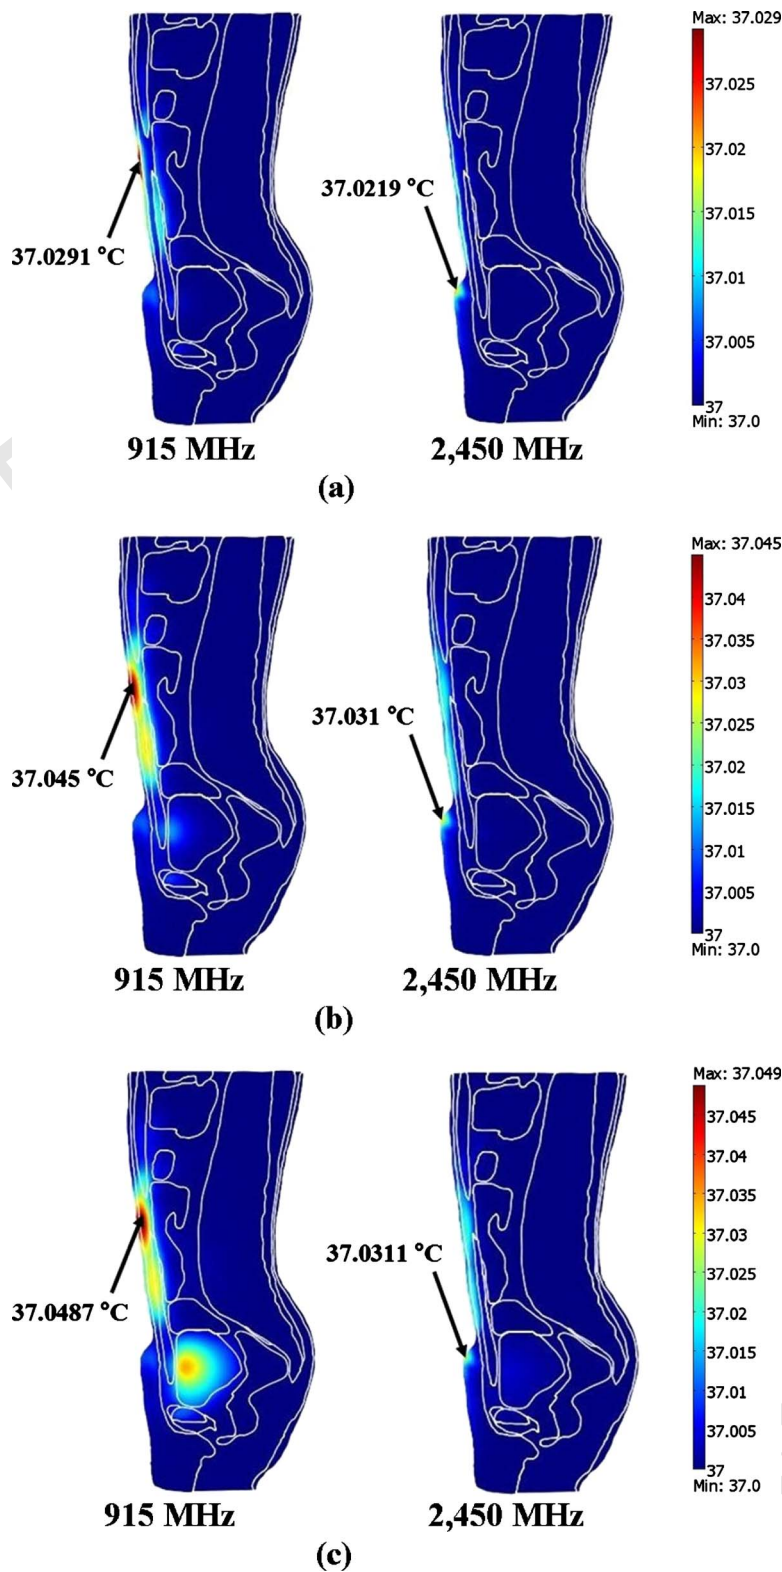 Max: 37.029
37.025
37.02
37.015
37.01
37.005
37
Min: 37.0
37.0291 °C
37.0219 °C
915 MHz
2,450 MHz
(a)
Max: 37.045
37.04
37.035
37.03
37.025
37.02
37.015
37.01
37.005
37
Min: 37.0
37.045 °C
37.031 °C
915 MHz
2,450 MHz
(b)
Max: 37.049
37.045
37.04
37.035
37.03
37.025
37.02
37.015
37.01
37.005
37
Min: 37.0
37.0487 °C
37.0311 °C
915 MHz
2,450 MHz
(c)